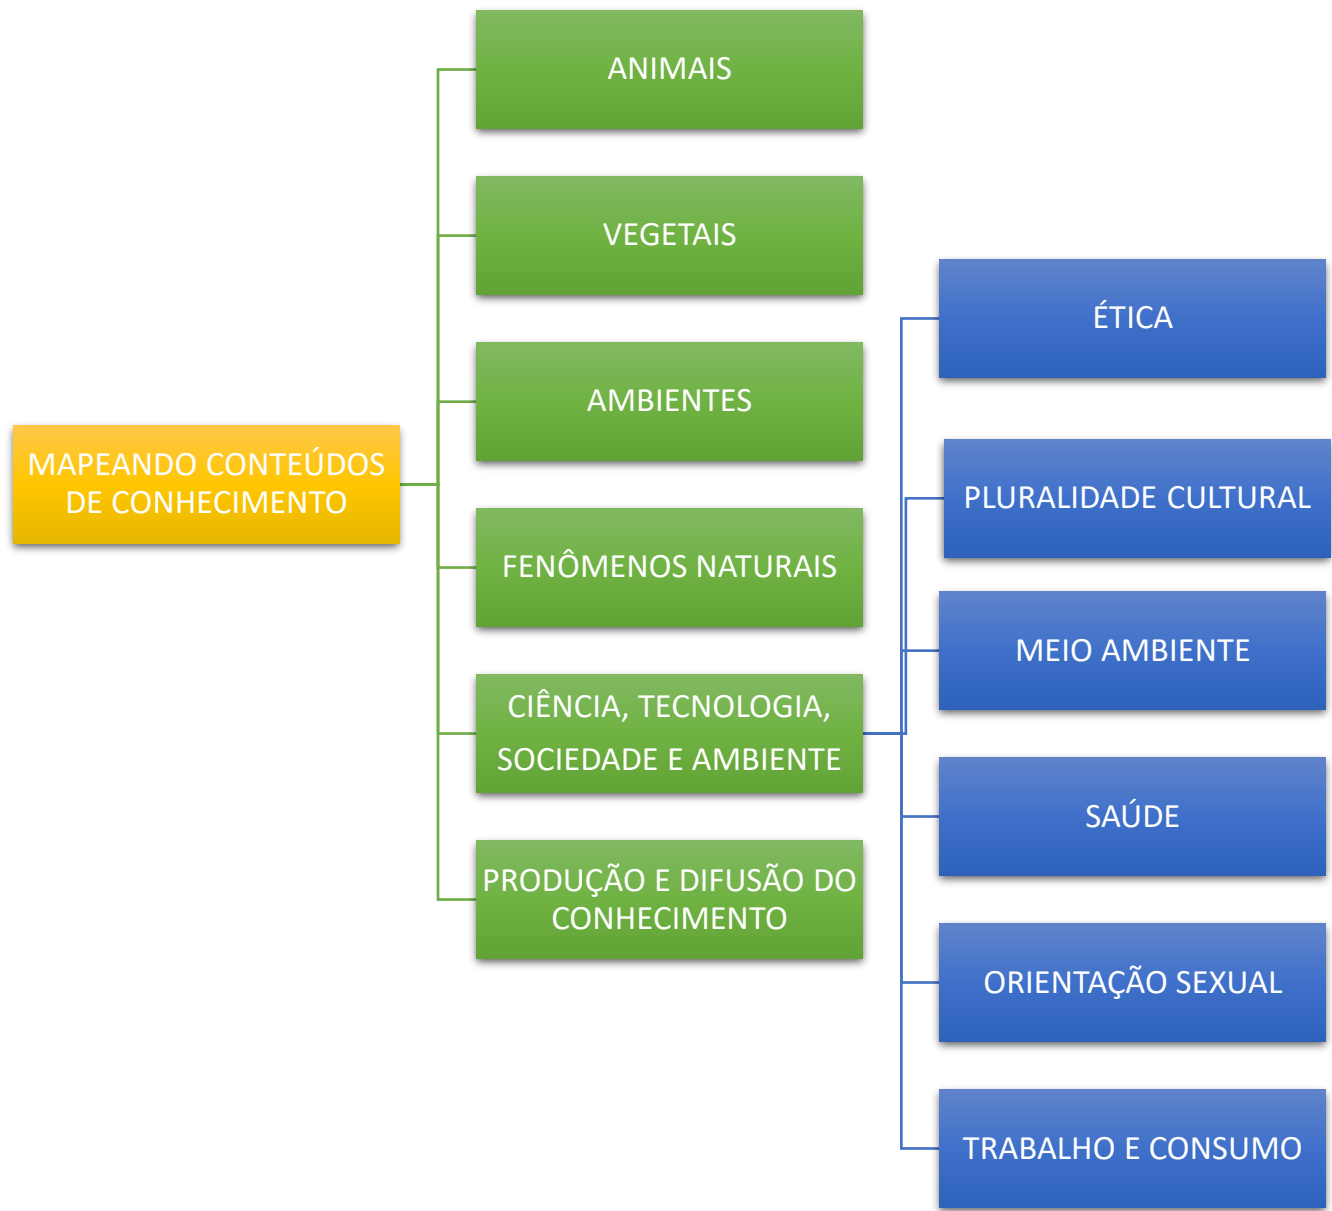 MAPEANDO CONTEÚDOS
DE CONHECIMENTO
ANIMAIS
VEGETAIS
AMBIENTES
FENÔMENOS NATURAIS
CIÊNCIA, TECNOLOGIA,
SOCIEDADE E AMBIENTE
PRODUÇÃO E DIFUSÃO DO
CONHECIMENTO
ÉTICA
PLURALIDADE CULTURAL
MEIO AMBIENTE
SAÚDE
ORIENTAÇÃO SEXUAL
TRABALHO E CONSUMO